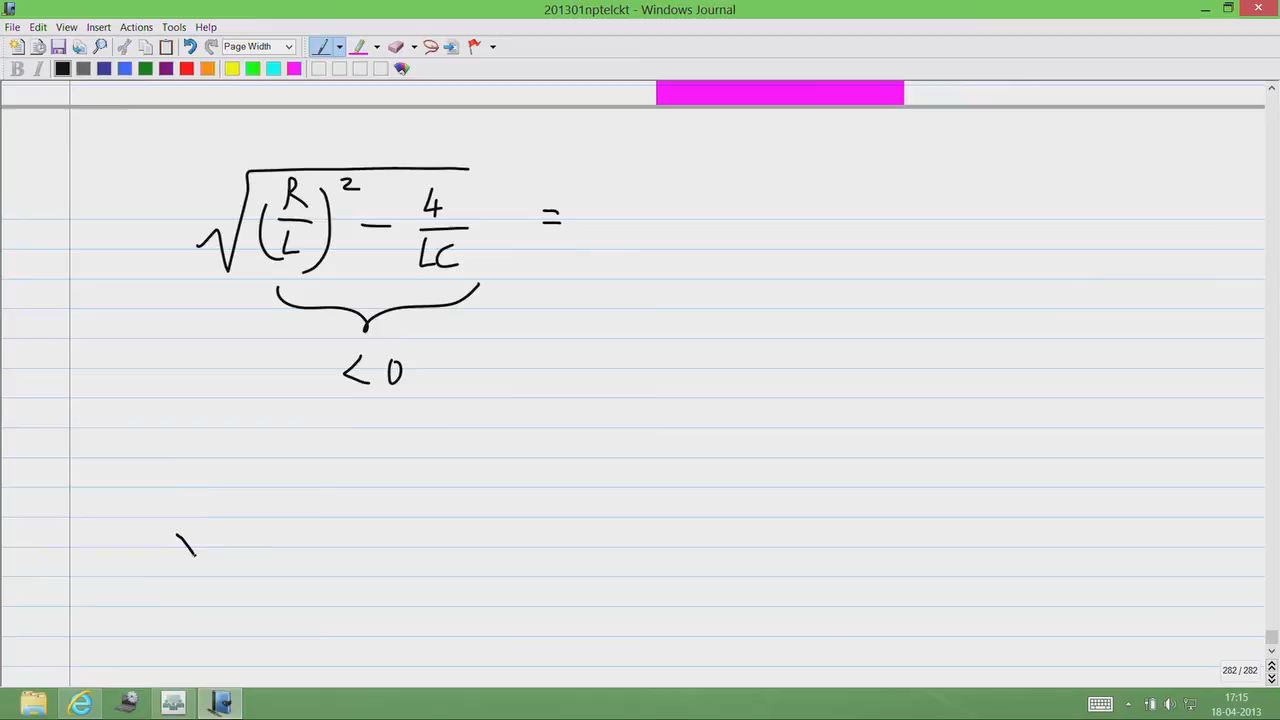 201301nptelckt - Windows Journal
File Edit View Insert Actions Tools Help
Page Width
B I
√((R/L)² - 4/LC) =
< 0
282 / 282
17:15
18-04-2013